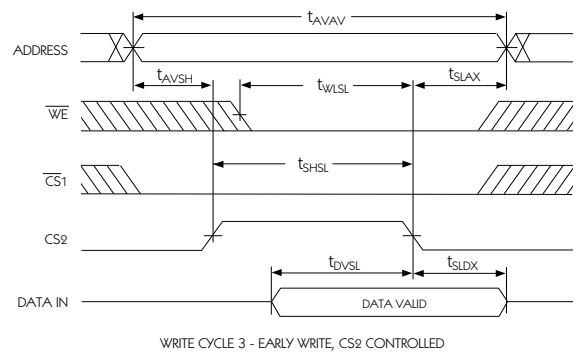 tAVAV
ADDRESS
tAVSH
tWLSL
tSLAX
WE
tSHSL
CS1
CS2
tDVSL
tSLDX
DATA IN
DATA VALID
WRITE CYCLE 3 - EARLY WRITE, CS2 CONTROLLED